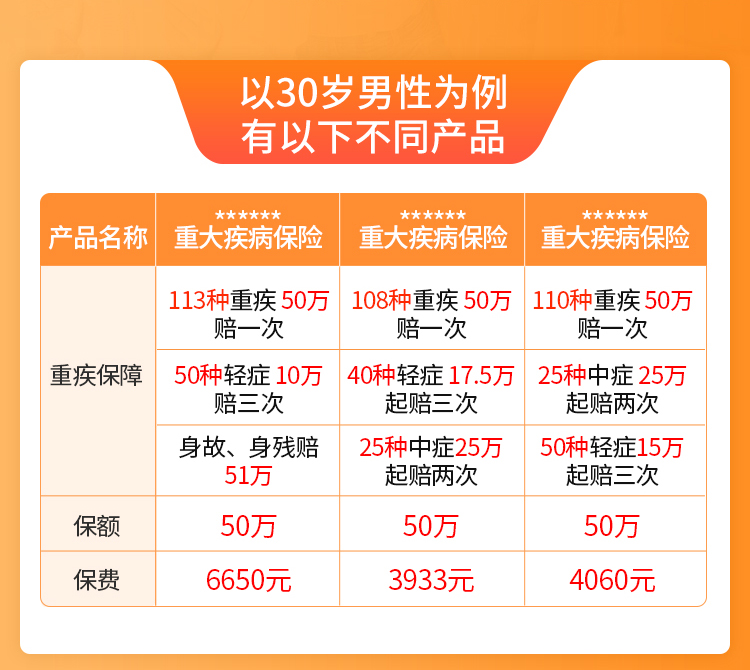 以30岁男性为例
有以下不同产品
产品名称
******
重大疾病保险
******
重大疾病保险
******
重大疾病保险
重疾保障
113种重疾 50万
赔一次
108种重疾 50万
赔一次
110种重疾 50万
赔一次
50种轻症 10万
赔三次
40种轻症 17.5万
起赔三次
25种中症 25万
起赔两次
身故、身残赔
51万
25种中症25万
起赔两次
50种轻症15万
起赔三次
保额
50万
50万
50万
保费
6650元
3933元
4060元